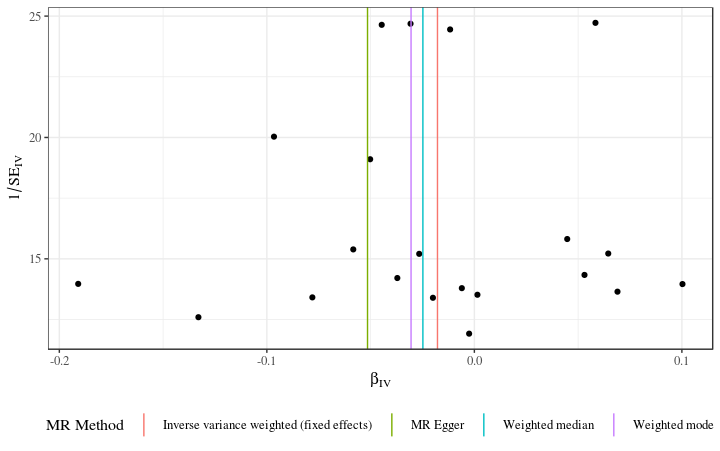 25
20
15
1/SE_IV
-0.2 -0.1 0.0 0.1
β_IV
MR Method Inverse variance weighted (fixed effects) MR Egger Weighted median Weighted mode